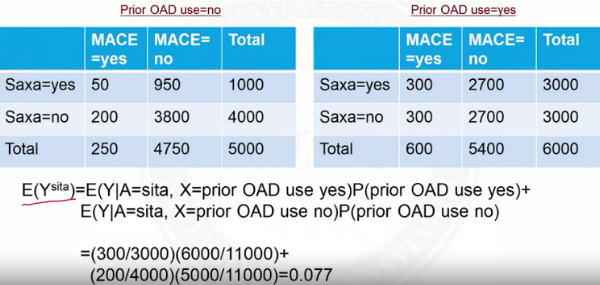 Prior OAD use=no
MACE =yes MACE= no Total
Saxa=yes 50 950 1000
Saxa=no 200 3800 4000
Total 250 4750 5000
Prior OAD use=yes
MACE =yes MACE= no Total
Saxa=yes 300 2700 3000
Saxa=no 300 2700 3000
Total 600 5400 6000
E(Y^sita)=E(Y|A=sita, X=prior OAD use yes)P(prior OAD use yes)+
E(Y|A=sita, X=prior OAD use no)P(prior OAD use no)
=(300/3000)(6000/11000)+
(200/4000)(5000/11000)=0.077